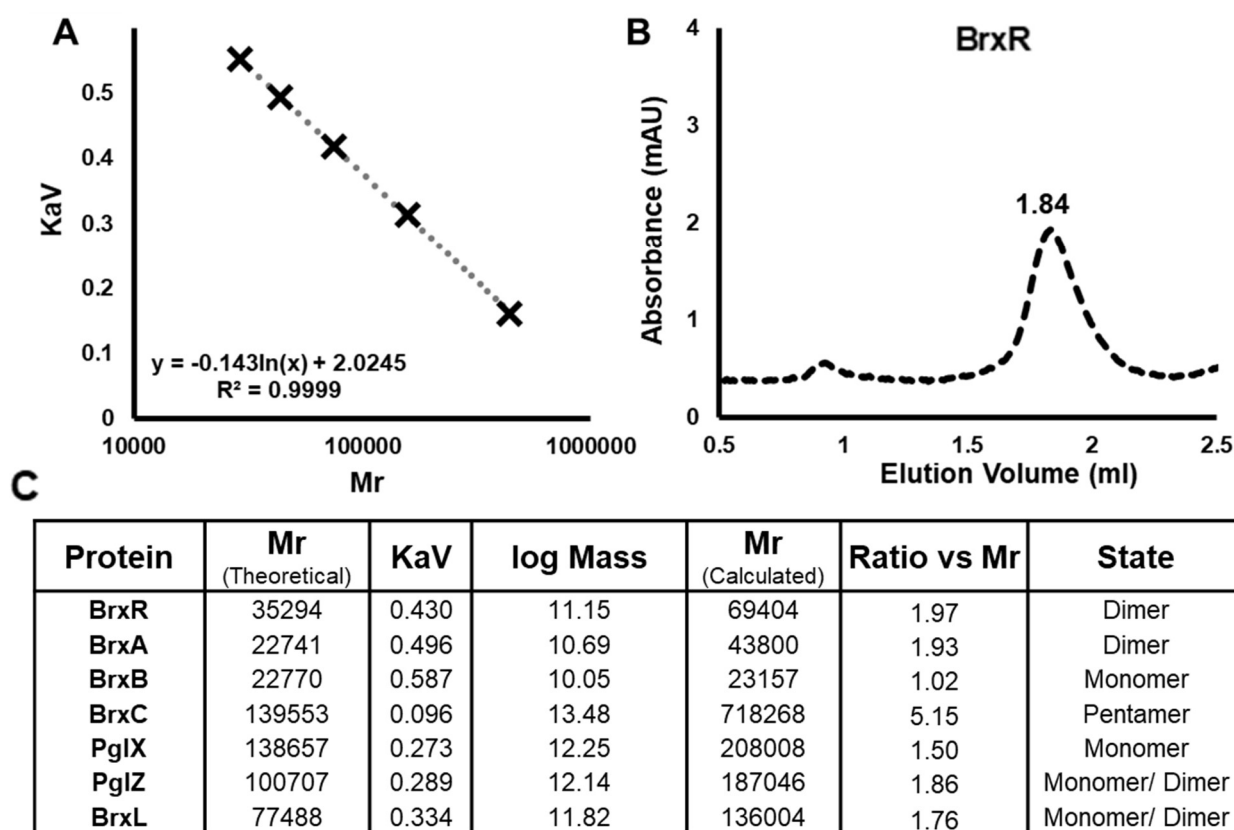 A
0.5
0.4
0.3
0.2
0.1
0
KaV
y = -0.143ln(x) + 2.0245
R² = 0.9999
10000 100000 1000000
Mr
B
BrxR
4
3
2
1
0
Absorbance (mAU)
1.84
0.5 1 1.5 2 2.5
Elution Volume (ml)
C
Protein Mr (Theoretical) KaV log Mass Mr (Calculated) Ratio vs Mr State
BrxR 35294 0.430 11.15 69404 1.97 Dimer
BrxA 22741 0.496 10.69 43800 1.93 Dimer
BrxB 22770 0.587 10.05 23157 1.02 Monomer
BrxC 139553 0.096 13.48 718268 5.15 Pentamer
PglX 138657 0.273 12.25 208008 1.50 Monomer
PglZ 100707 0.289 12.14 187046 1.86 Monomer/ Dimer
BrxL 77488 0.334 11.82 136004 1.76 Monomer/ Dimer